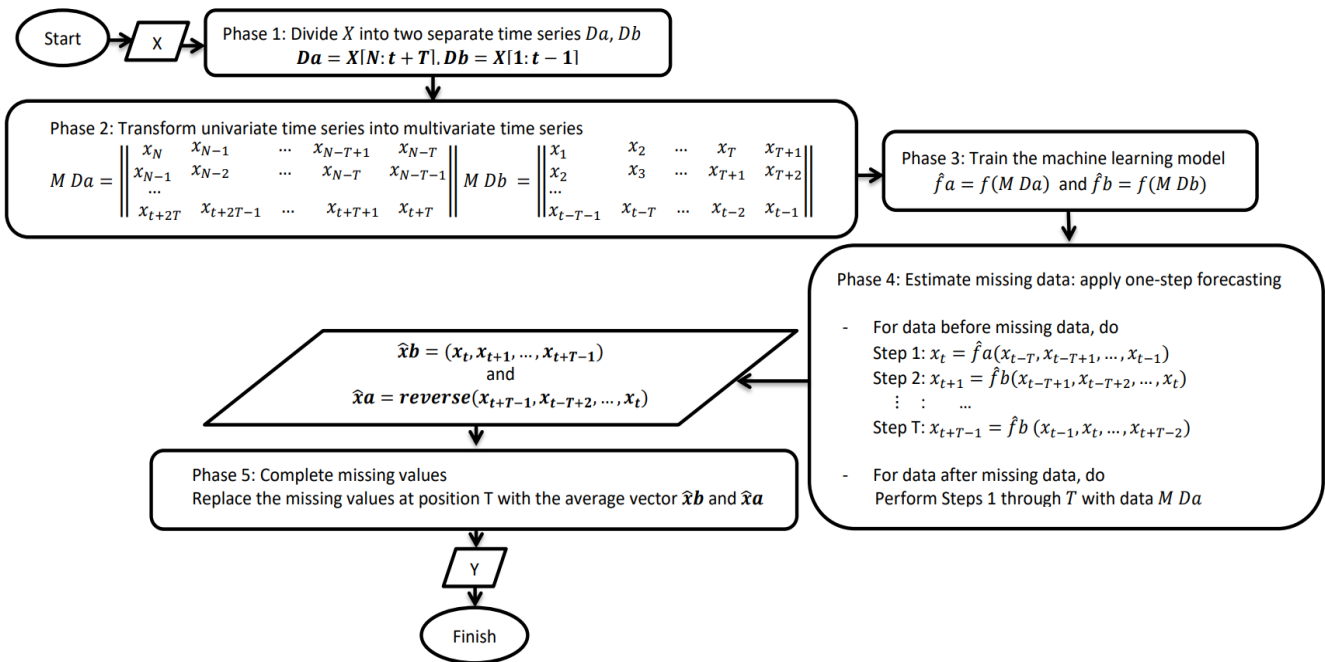 Start
X
Phase 1: Divide X into two separate time series Da, Db
Da = X[N: t + T]. Db = X[1: t − 1]
Phase 2: Transform univariate time series into multivariate time series
M Da = ‖ x_N x_{N−1} ... x_{N−T+1} x_{N−T} ‖ M Db = ‖ x_1 x_2 ... x_T x_{T+1} ‖
x_{N−1} x_{N−2} ... x_{N−T} x_{N−T−1} x_2 x_3 ... x_{T+1} x_{T+2}
... ...
x_{t+2T} x_{t+2T−1} ... x_{t+T+1} x_{t+T} x_{t−T−1} x_{t−T} ... x_{t−2} x_{t−1}
Phase 3: Train the machine learning model
f̂a = f(M Da) and f̂b = f(M Db)
Phase 4: Estimate missing data: apply one-step forecasting
- For data before missing data, do
Step 1: x_t = f̂a(x_{t−T}, x_{t−T+1}, ... , x_{t−1})
Step 2: x_{t+1} = f̂b(x_{t−T+1}, x_{t−T+2}, ... , x_t)
⋮ : ...
Step T: x_{t+T−1} = f̂b (x_{t−1}, x_t, ... , x_{t+T−2})
- For data after missing data, do
Perform Steps 1 through T with data M Da
x̂b = (x_t, x_{t+1}, ... , x_{t+T−1})
and
x̂a = reverse(x_{t+T−1}, x_{t−T+2}, ... , x_t)
Phase 5: Complete missing values
Replace the missing values at position T with the average vector x̂b and x̂a
Y
Finish